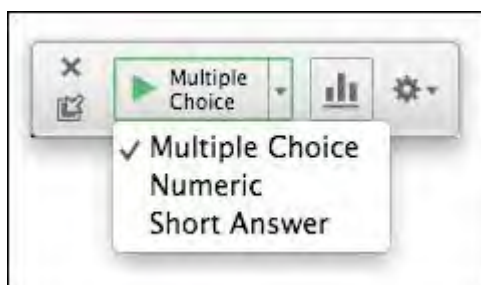 Multiple
Choice
Multiple Choice
Numeric
Short Answer